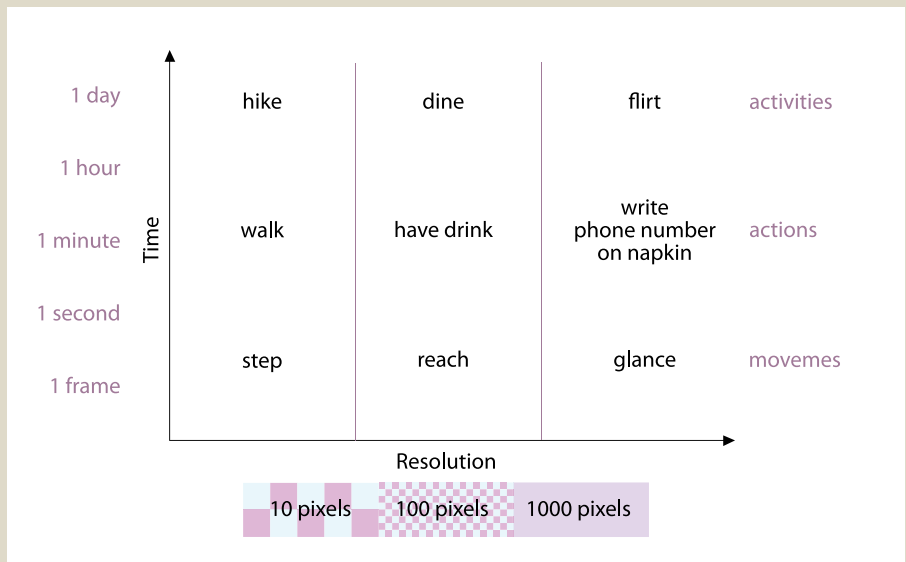 1 day
hike
dine
flirt
activities
1 hour
1 minute
Time
walk
have drink
write
phone number
on napkin
actions
1 second
step
reach
glance
movemes
1 frame
Resolution
10 pixels
100 pixels
1000 pixels